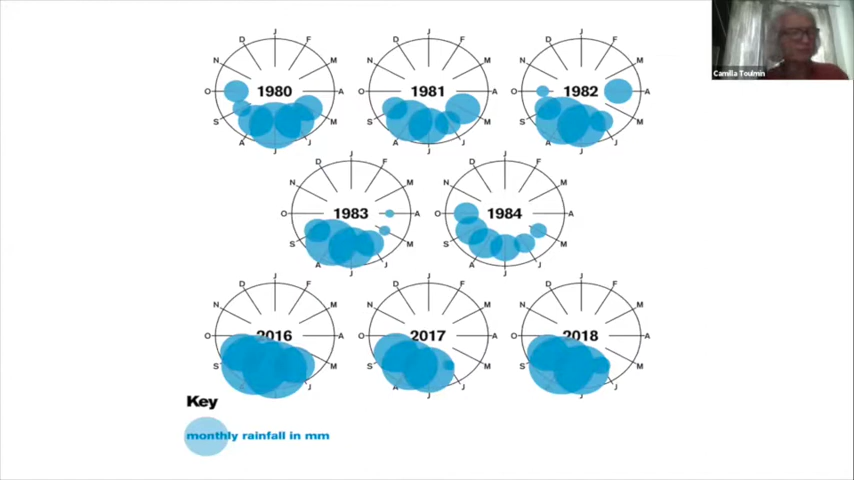 Camilla Toulmin
J J J
D F D F D F
N M N M N M
O 1980 A O 1981 A O 1982 A
S M S M S M
A J A J A J
J J J
J J
D F D F
N M N M
O 1983 A O 1984 A
S M S M
A J A J
J J
J J J
D F D F D F
N M N M N M
O 2016 A O 2017 A O 2018 A
S M S M S M
A J A J A J
J J J
Key
monthly rainfall in mm